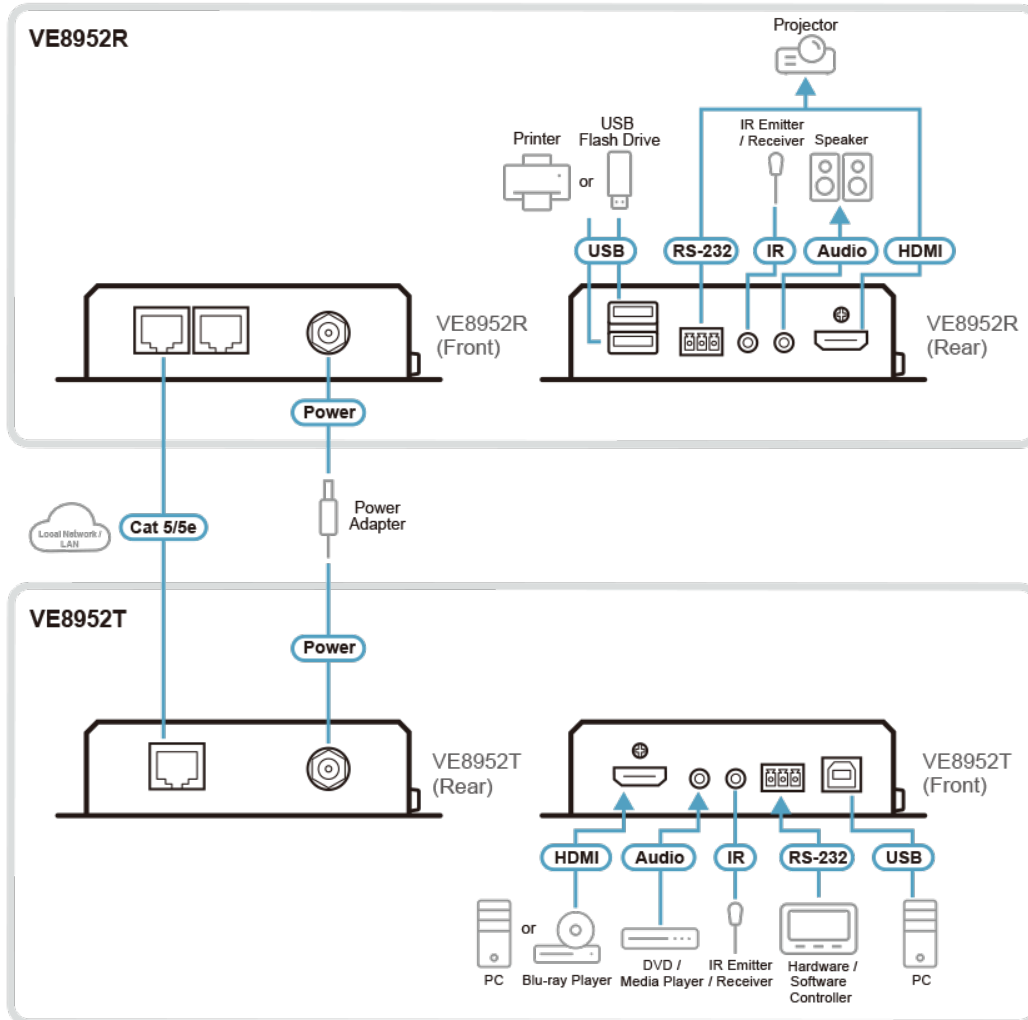 VE8952R
Projector
USB
Flash Drive
Printer
or
IR Emitter
/ Receiver
Speaker
USB
RS-232
IR
Audio
HDMI
VE8952R
(Front)
VE8952R
(Rear)
Power
Local Network /
LAN
Cat 5/5e
Power
Adapter
VE8952T
Power
VE8952T
(Rear)
VE8952T
(Front)
HDMI
Audio
IR
RS-232
USB
PC
or
Blu-ray Player
DVD /
Media Player
IR Emitter
/ Receiver
Hardware /
Software
Controller
PC